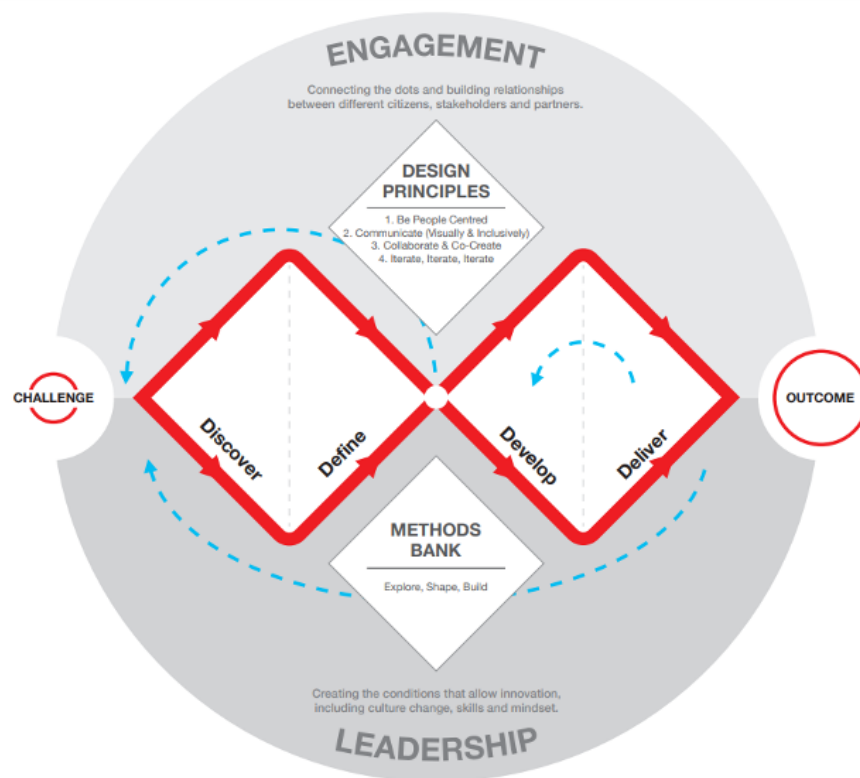 ENGAGEMENT
Connecting the dots and building relationships
between different citizens, stakeholders and partners.
DESIGN
PRINCIPLES
1. Be People Centred
2. Communicate (Visually & Inclusively)
3. Collaborate & Co-Create
4. Iterate, Iterate, Iterate
CHALLENGE
OUTCOME
Discover
Define
Develop
Deliver
METHODS
BANK
Explore, Shape, Build
Creating the conditions that allow innovation,
including culture change, skills and mindset.
LEADERSHIP